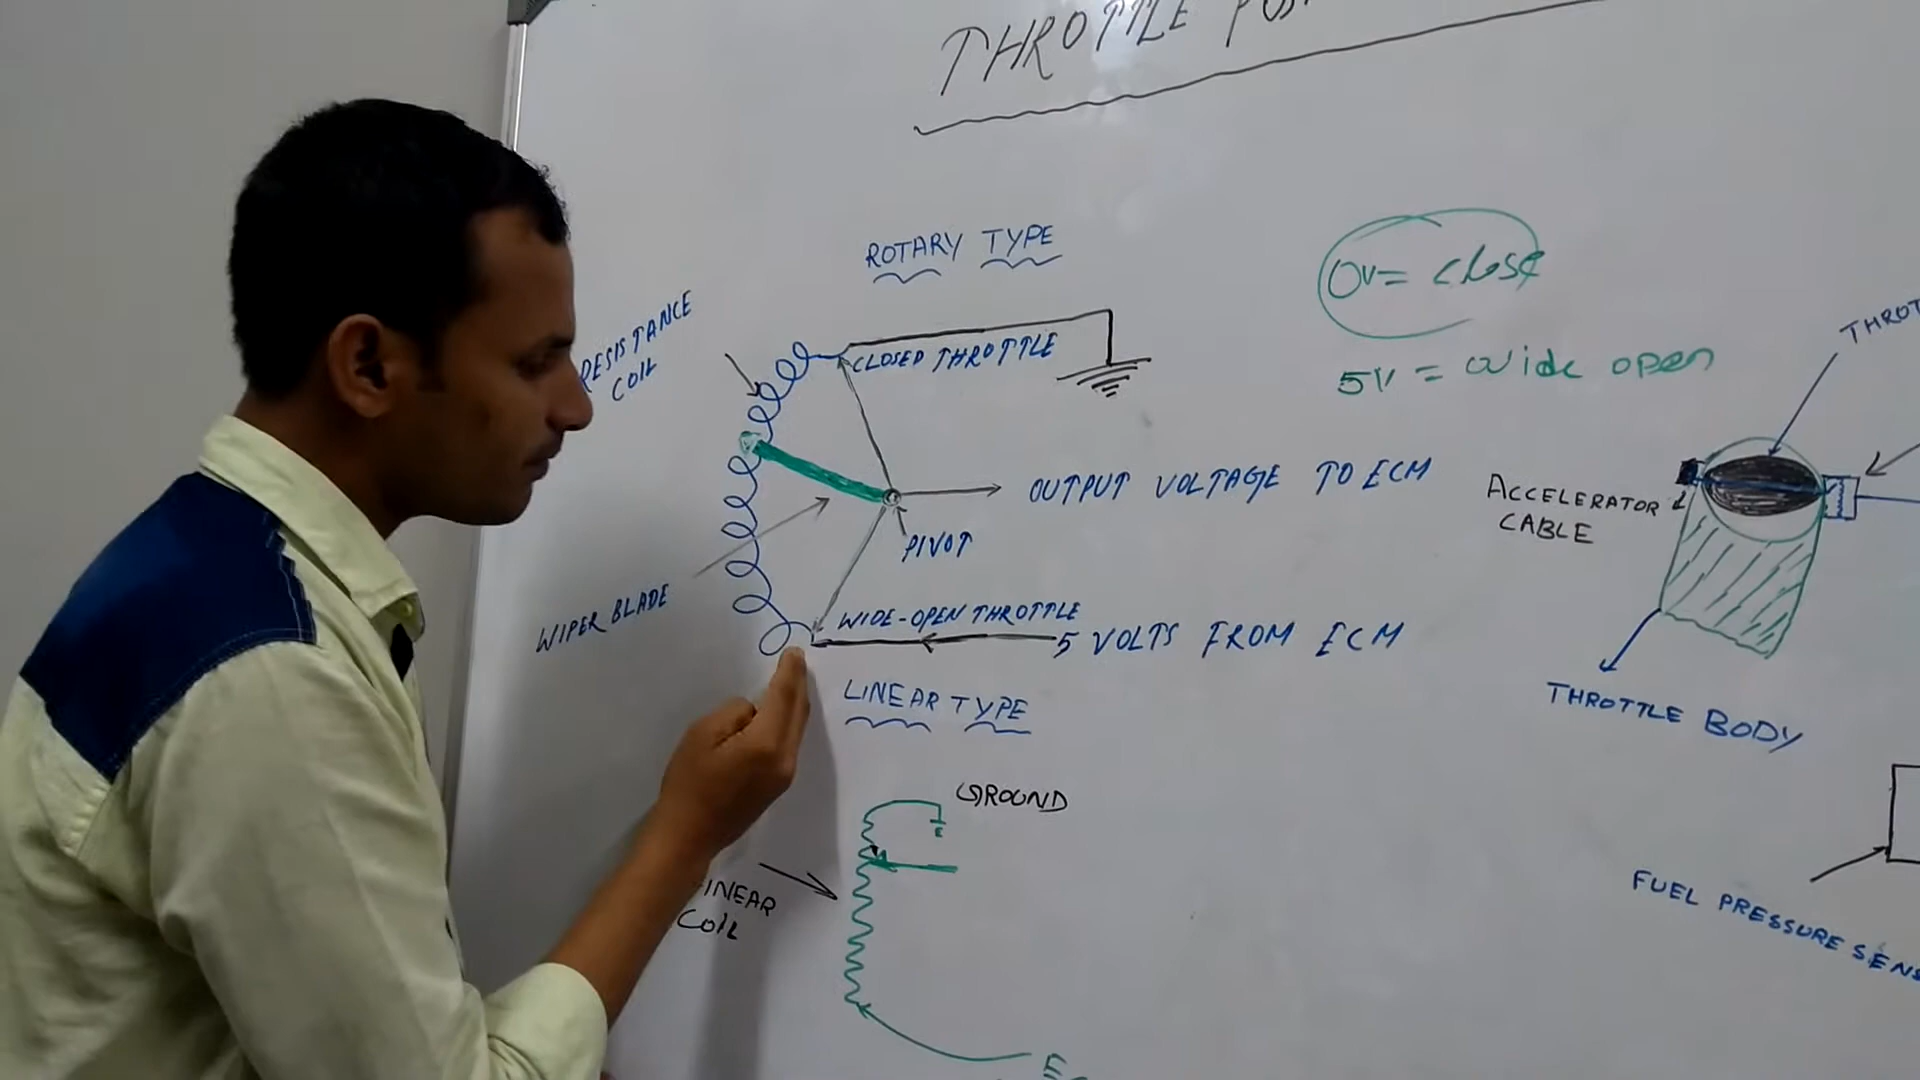 THROTTLE
ROTARY TYPE
RESISTANCE
COIL
CLOSED THROTTLE
OUTPUT VOLTAGE TO ECM
PIVOT
WIPER BLADE
WIDE-OPEN THROTTLE
5 VOLTS FROM ECM
LINEAR TYPE
GROUND
LINEAR
COIL
0V= close
5V = wide open
ACCELERATOR
CABLE
THROTTLE BODY
FUEL PRESSURE